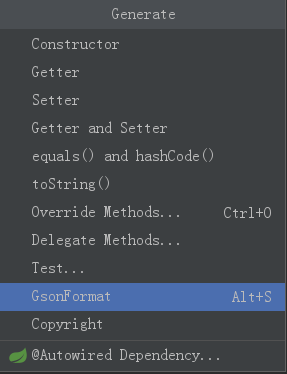 Generate
Constructor
Getter
Setter
Getter and Setter
equals() and hashCode()
toString()
Override Methods... Ctrl+O
Delegate Methods...
Test...
GsonFormat Alt+S
Copyright
@Autowired Dependency...